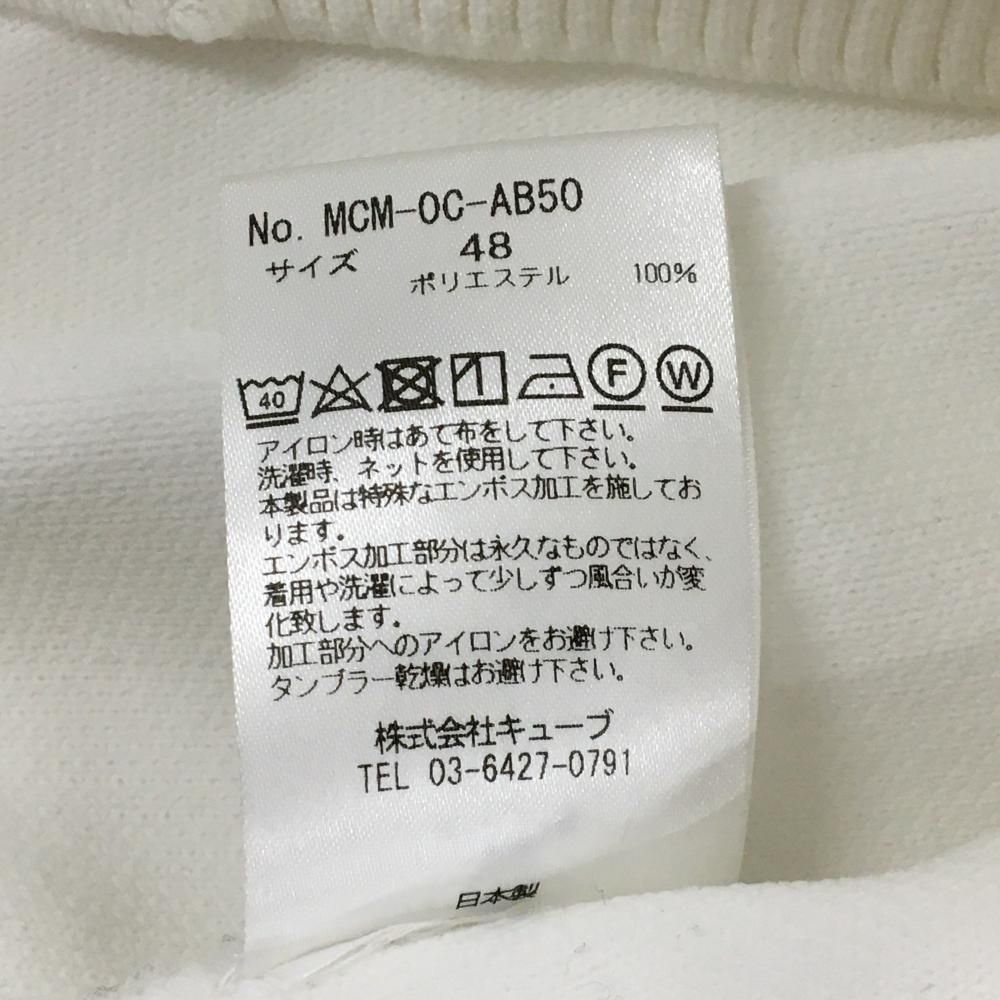 No. MCM-OC-AB50
サイズ 48
ポリエステル 100%
40 F W
アイロン時はあて布をして下さい。
洗濯時、ネットを使用して下さい。
本製品は特殊なエンボス加工を施してお
ります。
エンボス加工部分は永久なものではなく、
着用や洗濯によって少しずつ風合いが変
化致します。
加工部分へのアイロンをお避け下さい。
タンブラー乾燥はお避け下さい。
株式会社キューブ
TEL 03-6427-0791
日本製